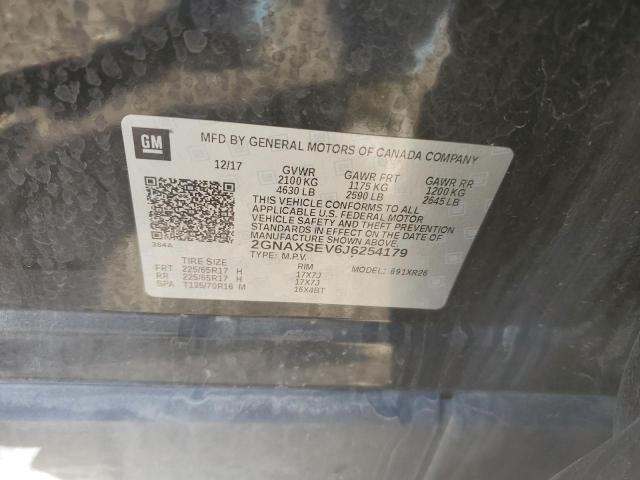 GM
MFD BY GENERAL MOTORS OF CANADA COMPANY
12/17 GVWR GAWR FRT GAWR RR
2100 KG 1175 KG 1200 KG
4630 LB 2590 LB 2645 LB
THIS VEHICLE CONFORMS TO ALL
APPLICABLE U.S. FEDERAL MOTOR
VEHICLE SAFETY AND THEFT PREVENTION
STANDARDS IN EFFECT ON THE DATE OF
MANUFACTURE SHOWN ABOVE.
384A 2GNAXSEV6J6254179
TYPE: M.P.V. MODEL: 691XR26
TIRE SIZE RIM
FRT 225/65R17 H 17X7J
RR 225/65R17 H 17X7J
SPA T135/70R16 M 16X4BT